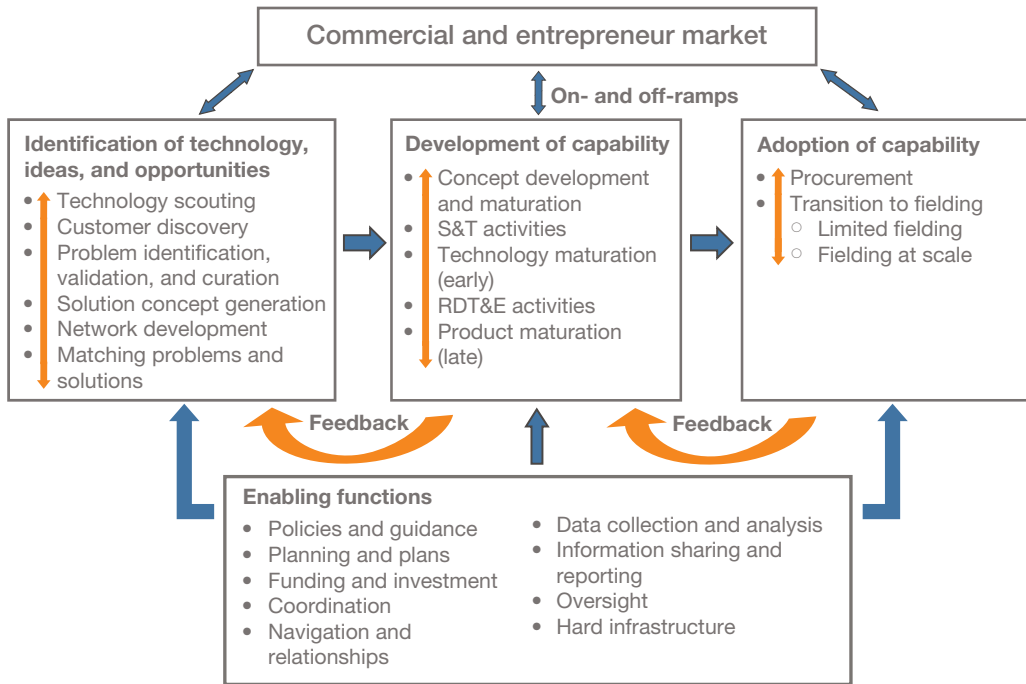 Commercial and entrepreneur market
On- and off-ramps
Identification of technology,
ideas, and opportunities
• Technology scouting
• Customer discovery
• Problem identification,
validation, and curation
• Solution concept generation
• Network development
• Matching problems and
solutions
Development of capability
• Concept development
and maturation
• S&T activities
• Technology maturation
(early)
• RDT&E activities
• Product maturation
(late)
Adoption of capability
• Procurement
• Transition to fielding
○ Limited fielding
○ Fielding at scale
Feedback
Feedback
Enabling functions
• Policies and guidance
• Planning and plans
• Funding and investment
• Coordination
• Navigation and
relationships
• Data collection and analysis
• Information sharing and
reporting
• Oversight
• Hard infrastructure